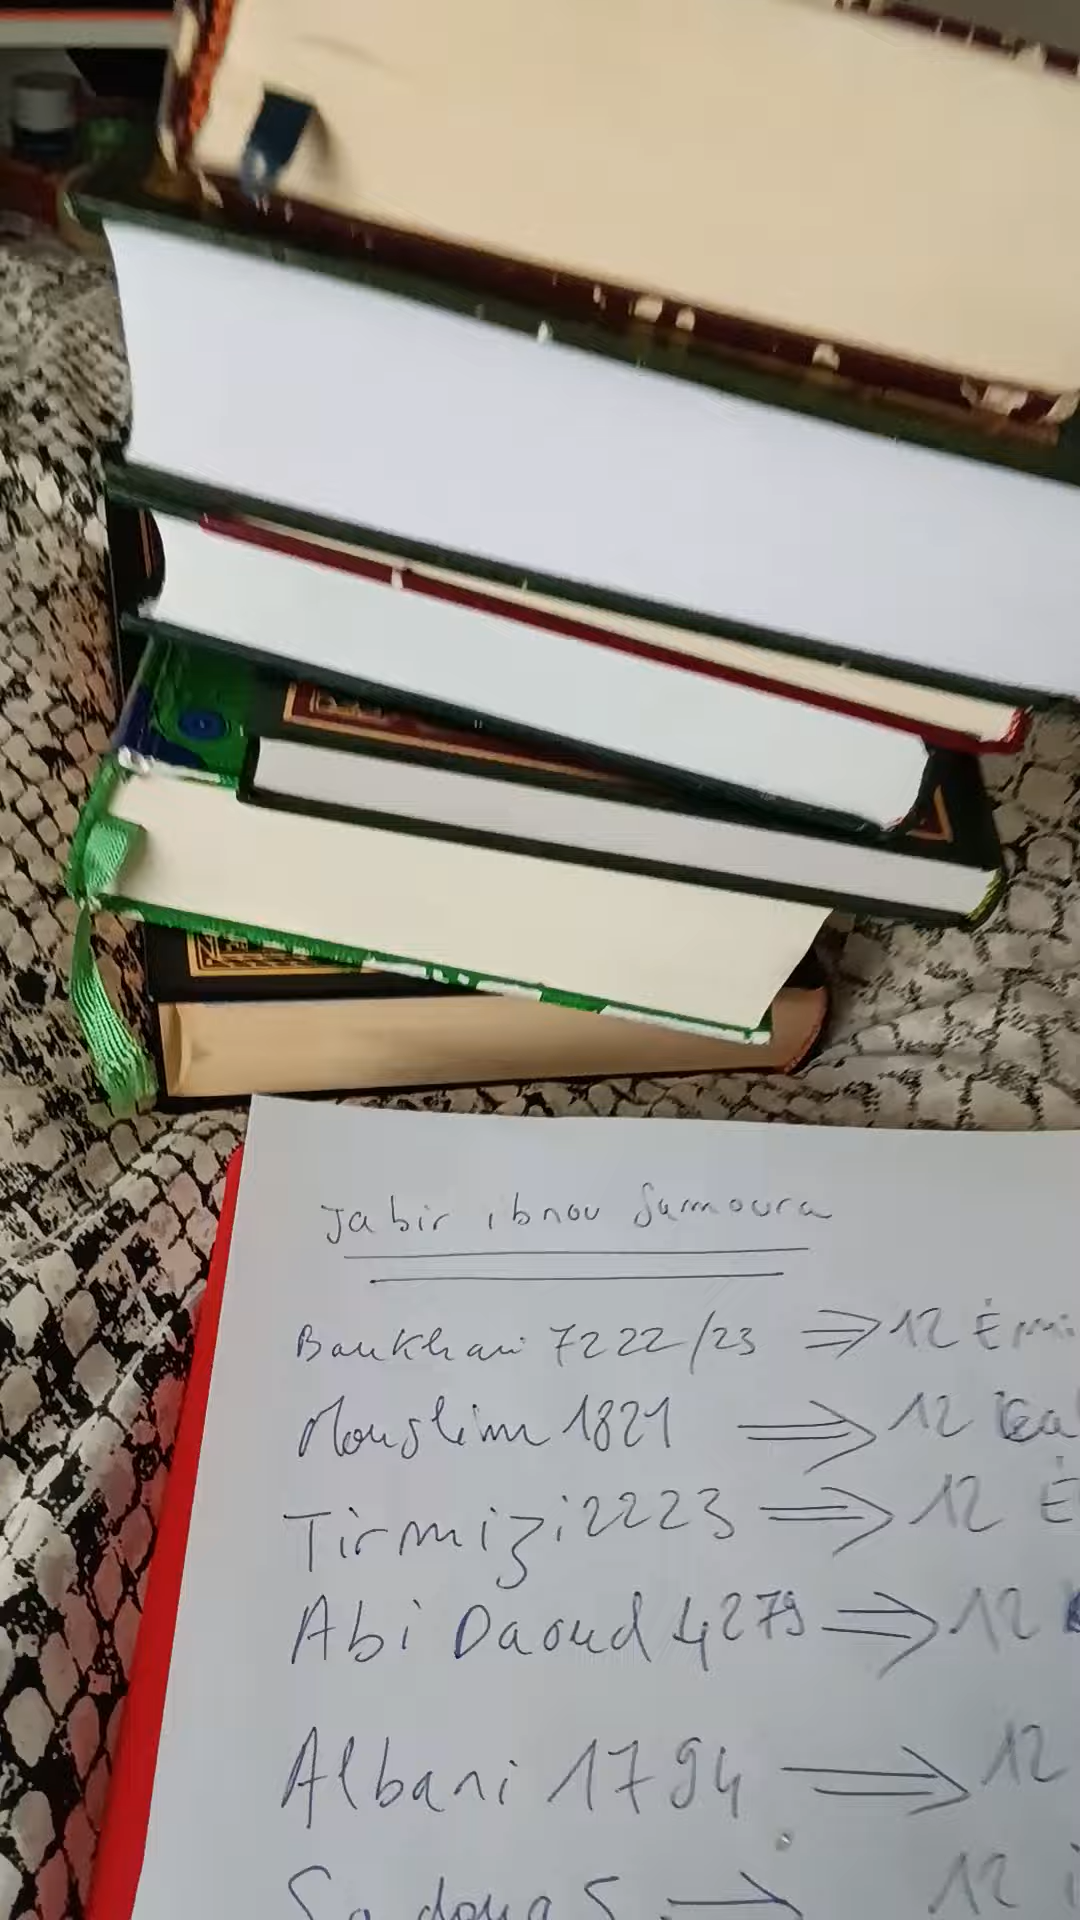 Jabir ibnou Samoura
Boukhari 7222/23 ⇒ 12 Émi
Mouslim 1821 ⇒ 12
Tirmizi 2223 ⇒ 12 É
Abi Daoud 4279 ⇒ 12
Albani 1794 ⇒ 12
12 i